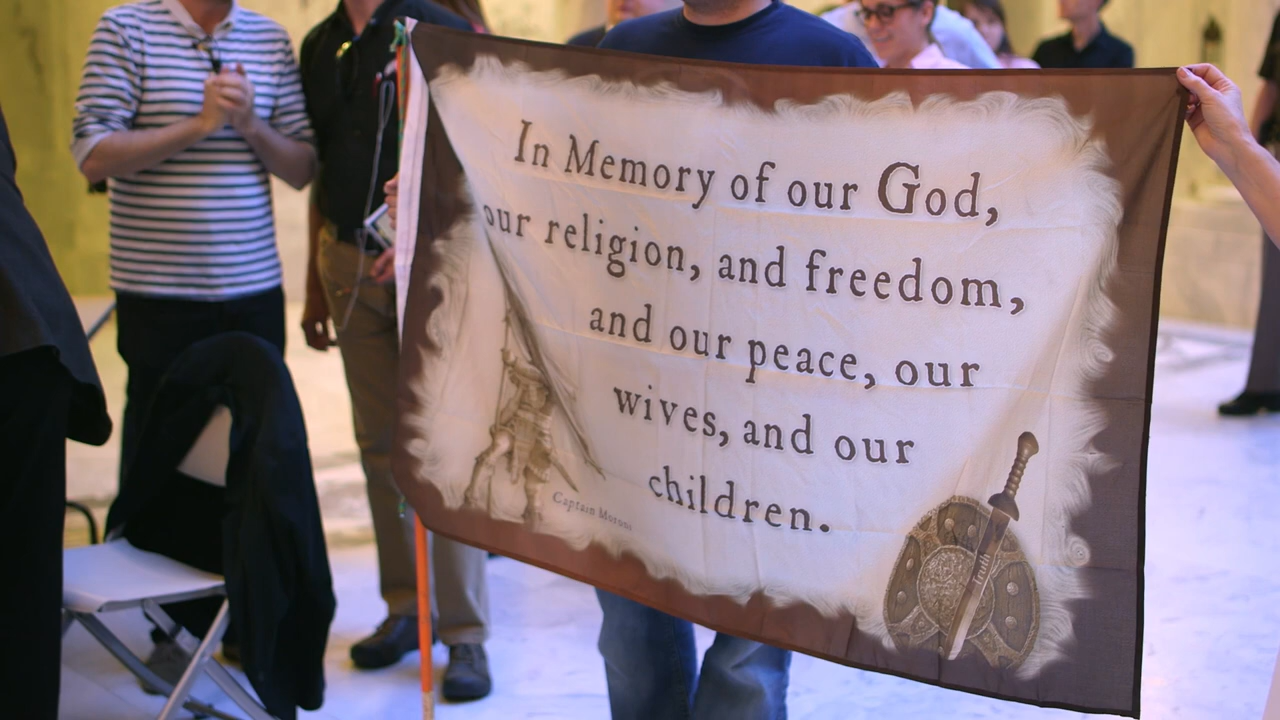 In Memory of our God,
our religion, and freedom,
and our peace, our
wives, and our
children.
Captain Moroni
Truth